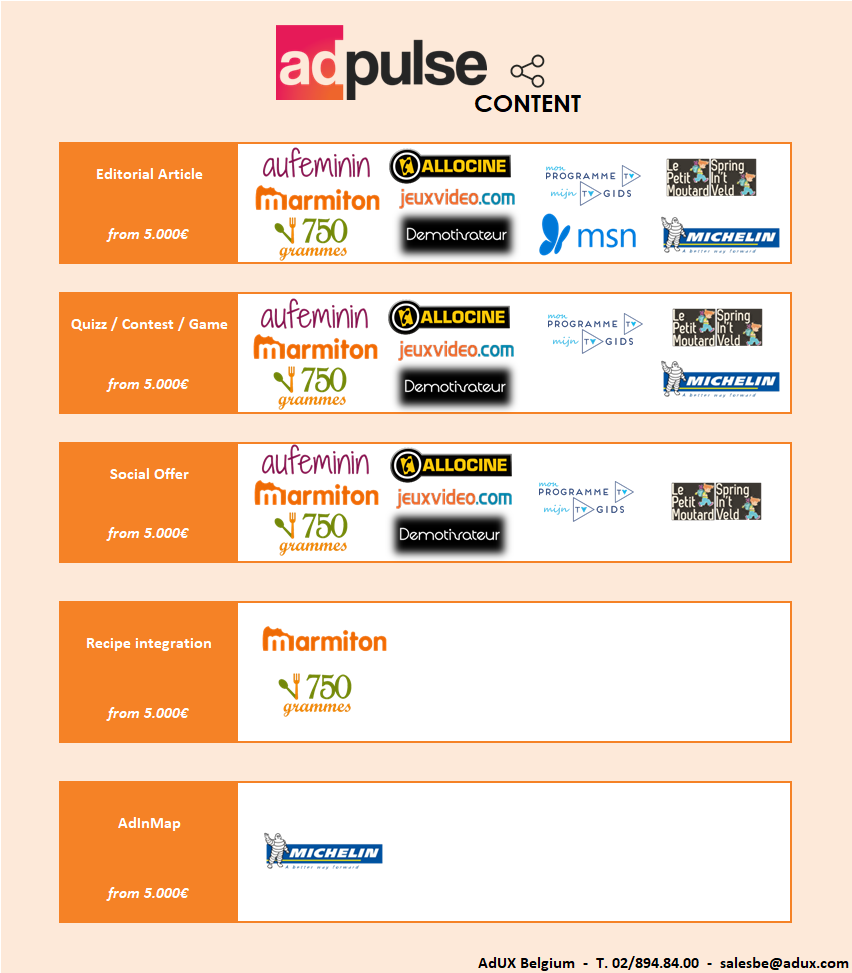 adpulse
CONTENT
Editorial Article
from 5.000€
aufeminin
marmiton
750
grammes
ALLOCINE
jeuxvideo.com
Demotivateur
mon
PROGRAMME TV
mijn TV GIDS
msn
Le Spring
Petit In't
Moutard Veld
MICHELIN
A better way forward
Quizz / Contest / Game
from 5.000€
aufeminin
marmiton
750
grammes
ALLOCINE
jeuxvideo.com
Demotivateur
mon
PROGRAMME TV
mijn TV GIDS
Le Spring
Petit In't
Moutard Veld
MICHELIN
A better way forward
Social Offer
from 5.000€
aufeminin
marmiton
750
grammes
ALLOCINE
jeuxvideo.com
Demotivateur
mon
PROGRAMME TV
mijn TV GIDS
Le Spring
Petit In't
Moutard Veld
Recipe integration
from 5.000€
marmiton
750
grammes
AdInMap
from 5.000€
MICHELIN
A better way forward
AdUX Belgium - T. 02/894.84.00 - salesbe@adux.com